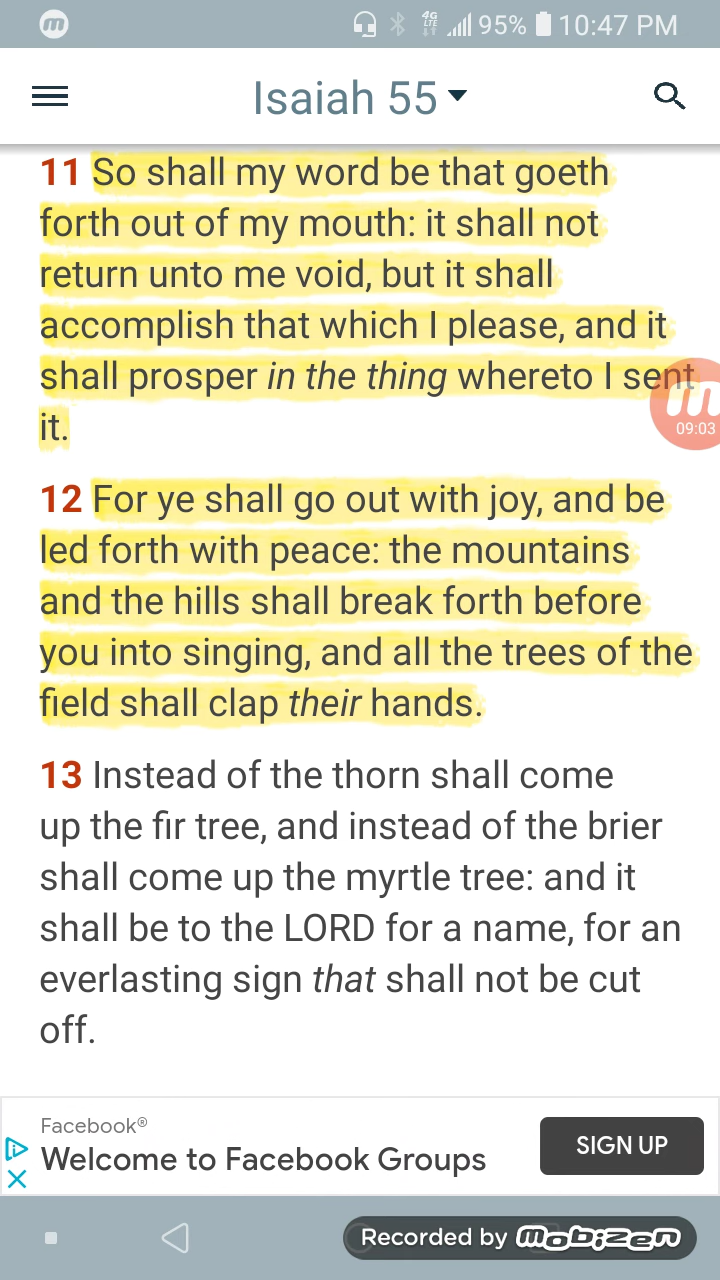 m 4G LTE 95% 10:47 PM
Isaiah 55
11 So shall my word be that goeth
forth out of my mouth: it shall not
return unto me void, but it shall
accomplish that which I please, and it
shall prosper in the thing whereto I sent
m
09:03
it.
12 For ye shall go out with joy, and be
led forth with peace: the mountains
and the hills shall break forth before
you into singing, and all the trees of the
field shall clap their hands.
13 Instead of the thorn shall come
up the fir tree, and instead of the brier
shall come up the myrtle tree: and it
shall be to the LORD for a name, for an
everlasting sign that shall not be cut
off.
Facebook®
Welcome to Facebook Groups
SIGN UP
Recorded by mobizen